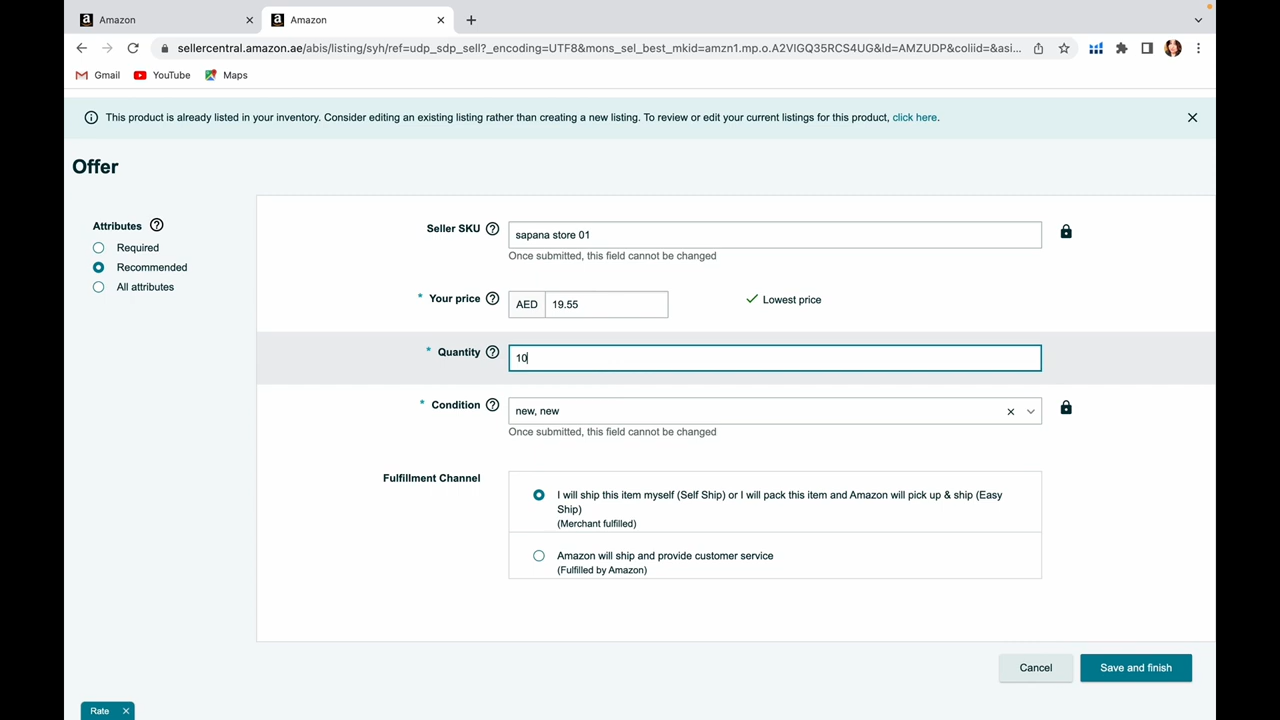 Amazon
Amazon
sellercentral.amazon.ae/abis/listing/syh/ref=udp_sdp_sell?_encoding=UTF8&mons_sel_best_mkid=amzn1.mp.o.A2VIGQ35RCS4UG&ld=AMZUDP&coliid=&asi...
Gmail YouTube Maps
This product is already listed in your inventory. Consider editing an existing listing rather than creating a new listing. To review or edit your current listings for this product, click here.
Offer
Attributes
Required
Recommended
All attributes
Seller SKU sapana store 01
Once submitted, this field cannot be changed
* Your price AED 19.55 Lowest price
* Quantity 10
* Condition new, new
Once submitted, this field cannot be changed
Fulfillment Channel
I will ship this item myself (Self Ship) or I will pack this item and Amazon will pick up & ship (Easy
Ship)
(Merchant fulfilled)
Amazon will ship and provide customer service
(Fulfilled by Amazon)
Cancel Save and finish
Rate